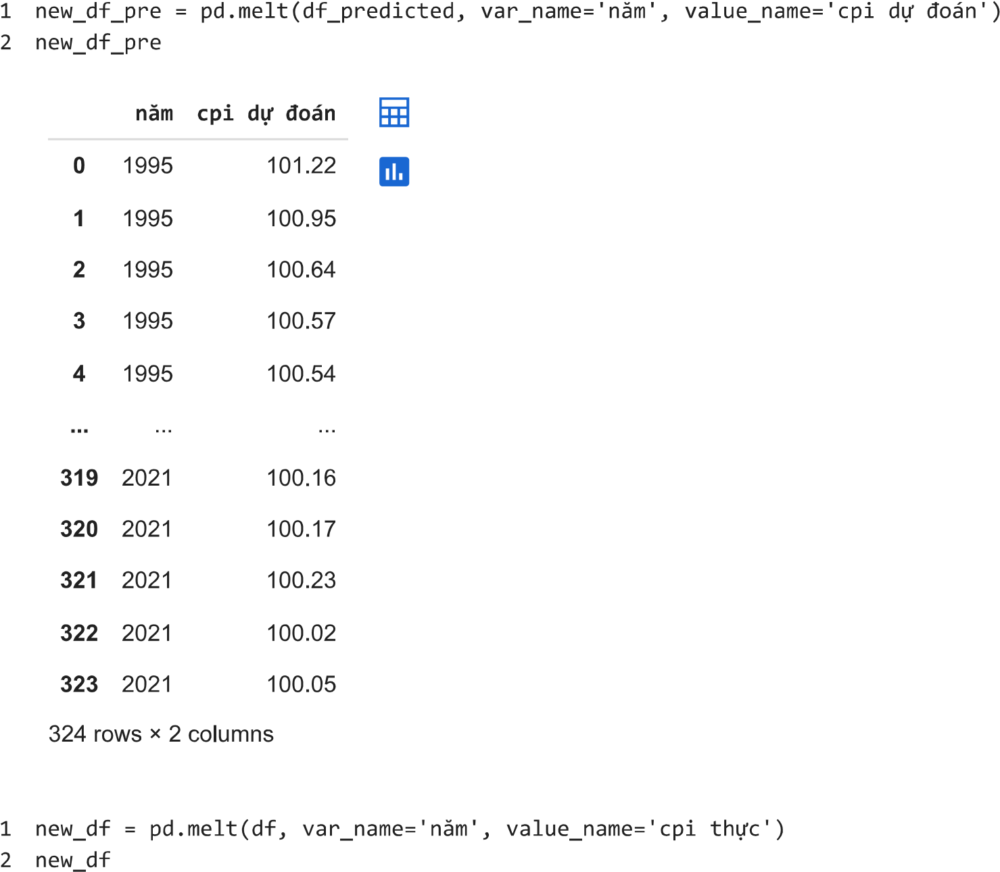 1 new_df_pre = pd.melt(df_predicted, var_name='năm', value_name='cpi dự đoán')
2 new_df_pre
năm cpi dự đoán
0 1995 101.22
1 1995 100.95
2 1995 100.64
3 1995 100.57
4 1995 100.54
... ... ...
319 2021 100.16
320 2021 100.17
321 2021 100.23
322 2021 100.02
323 2021 100.05
324 rows × 2 columns
1 new_df = pd.melt(df, var_name='năm', value_name='cpi thực')
2 new_df